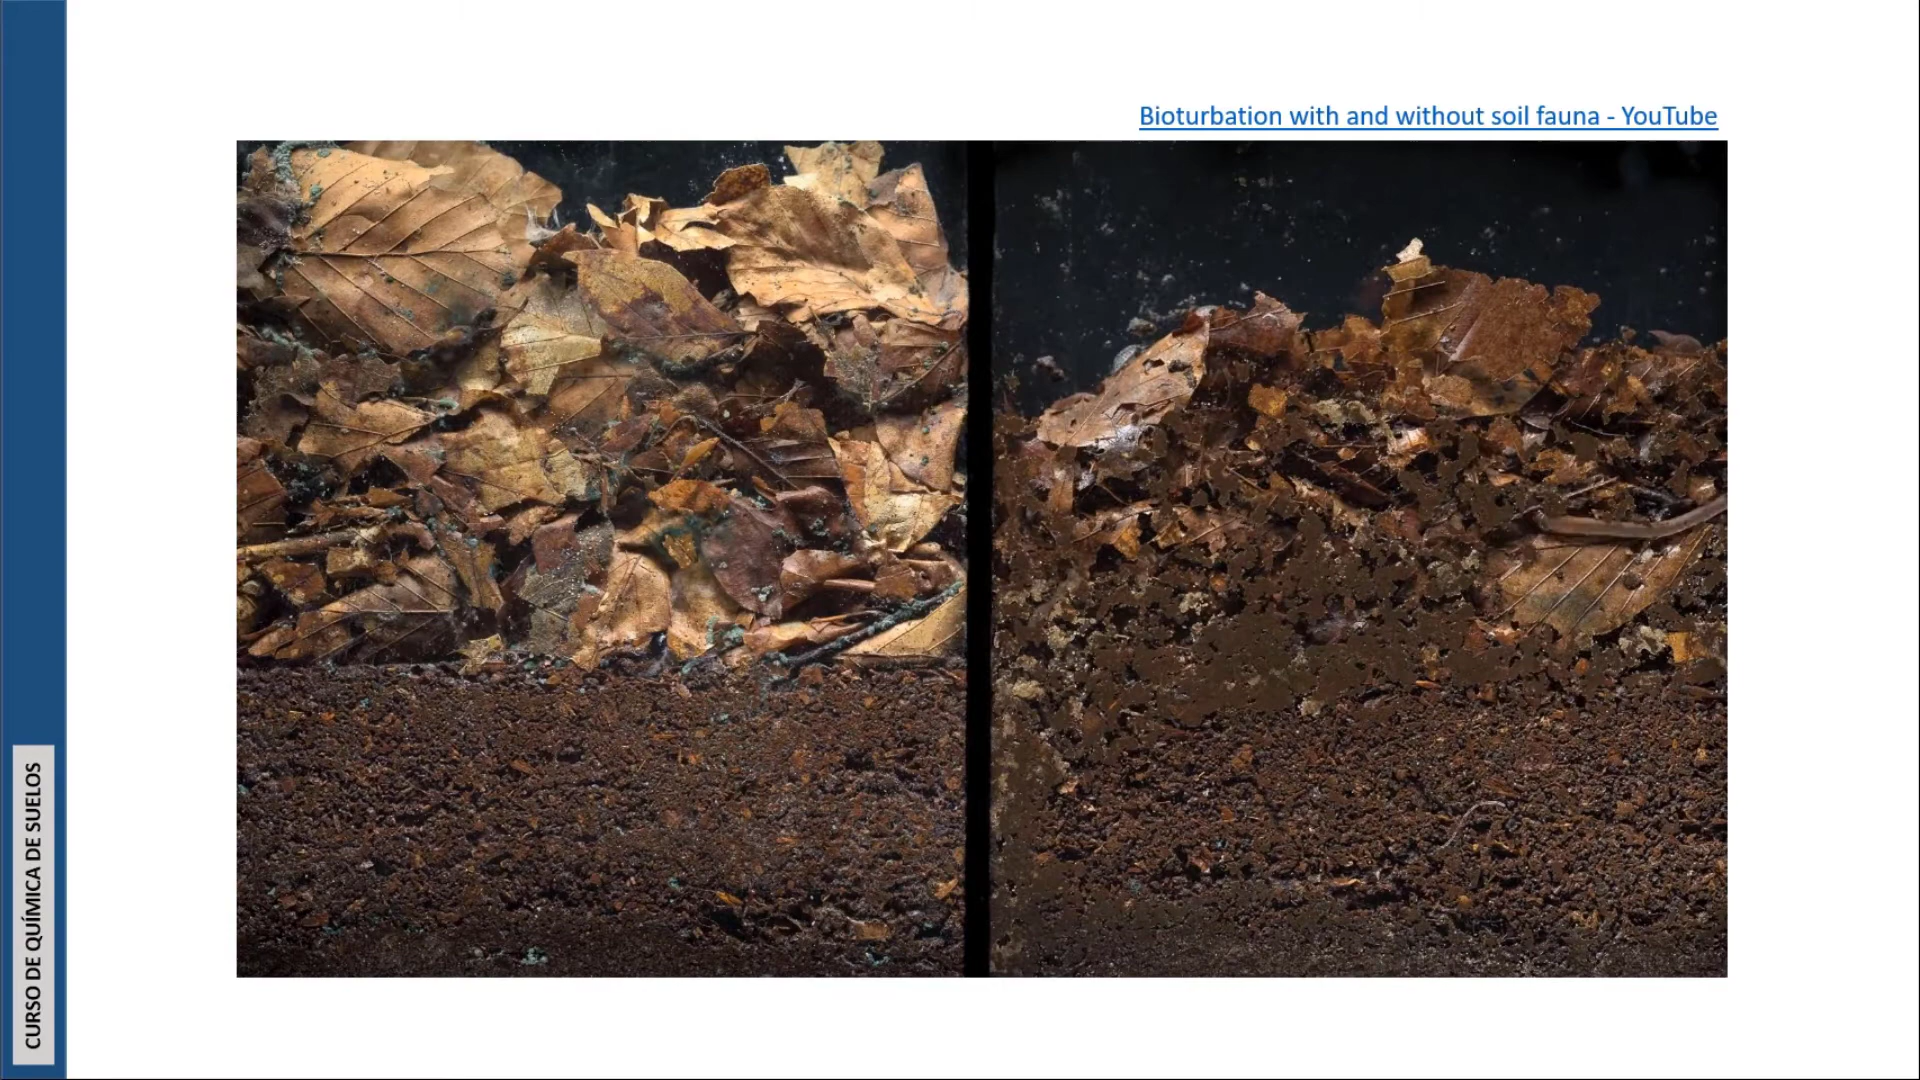 Bioturbation with and without soil fauna - YouTube
CURSO DE QUÍMICA DE SUELOS